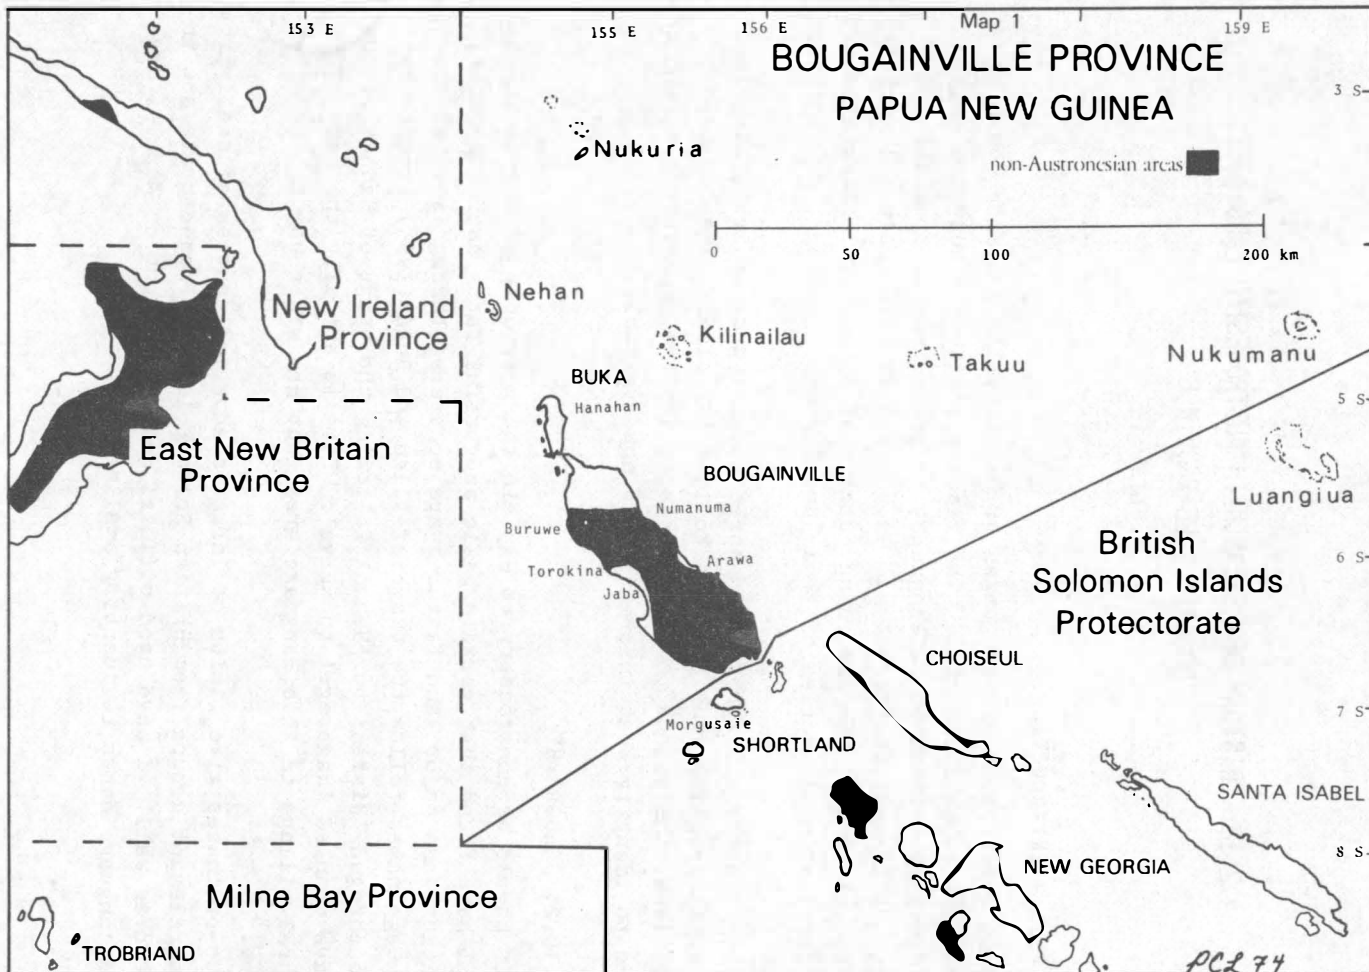 Map 1
153 E
155 E
156 E
159 E
BOUGAINVILLE PROVINCE
PAPUA NEW GUINEA
3 S
Nukuria
non-Austronesian areas
0 50 100 200 km
Nehan
New Ireland
Province
Kilinailau
Takuu
Nukumanu
BUKA
Hanahan
5 S
East New Britain
Province
BOUGAINVILLE
Luangiua
Numanuma
Buruwe
Arawa
Torokina
Jaba
6 S
British
Solomon Islands
Protectorate
CHOISEUL
Morgusaie
7 S
SHORTLAND
SANTA ISABEL
8 S
NEW GEORGIA
Milne Bay Province
TROBRIAND
PCL 74